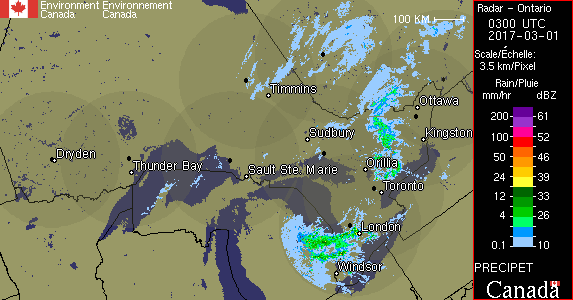 Environment Environnement
Canada Canada
100 KM
Timmins
Ottawa
Sudbury
Kingston
Dryden
Thunder Bay
Sault Ste. Marie
Orillia
Toronto
London
Windsor
Radar - Ontario
0300 UTC
2017-03-01
Scale/Échelle:
3.5 km/Pixel
Rain/Pluie
mm/hr dBZ
200 61
100 52
50 46
24 39
12 33
4 26
0.1 10
PRECIPET
Canada